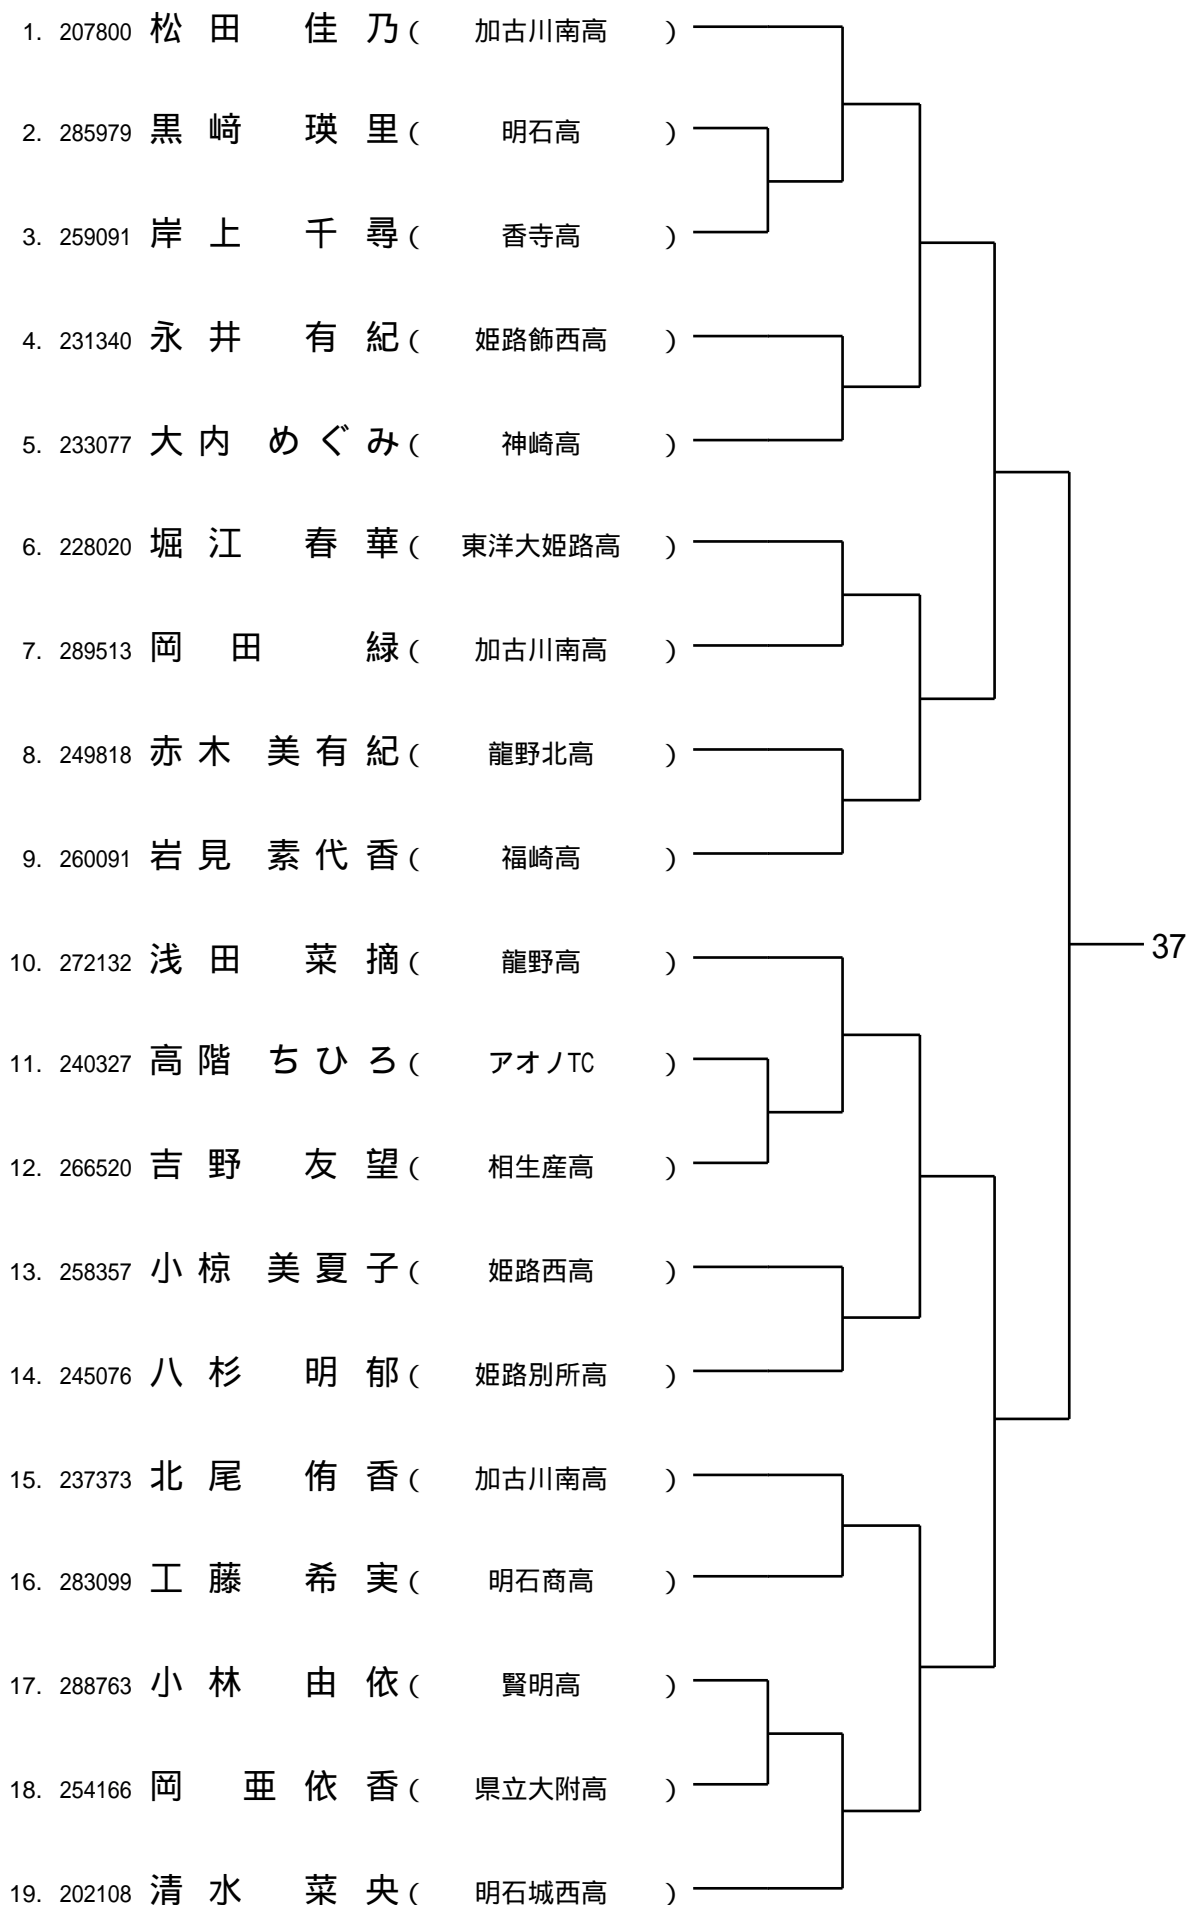 1. 207800 松田 佳乃( 加古川南高 )
2. 285979 黒﨑 瑛里( 明石高 )
3. 259091 岸上 千尋( 香寺高 )
4. 231340 永井 有紀( 姫路飾西高 )
5. 233077 大内 めぐみ( 神崎高 )
6. 228020 堀江 春華( 東洋大姫路高 )
7. 289513 岡田 緑( 加古川南高 )
8. 249818 赤木 美有紀( 龍野北高 )
9. 260091 岩見 素代香( 福崎高 )
37
10. 272132 浅田 菜摘( 龍野高 )
11. 240327 高階 ちひろ( アオノTC )
12. 266520 吉野 友望( 相生産高 )
13. 258357 小椋 美夏子( 姫路西高 )
14. 245076 八杉 明郁( 姫路別所高 )
15. 237373 北尾 侑香( 加古川南高 )
16. 283099 工藤 希実( 明石商高 )
17. 288763 小林 由依( 賢明高 )
18. 254166 岡 亜依香( 県立大附高 )
19. 202108 清水 菜央( 明石城西高 )